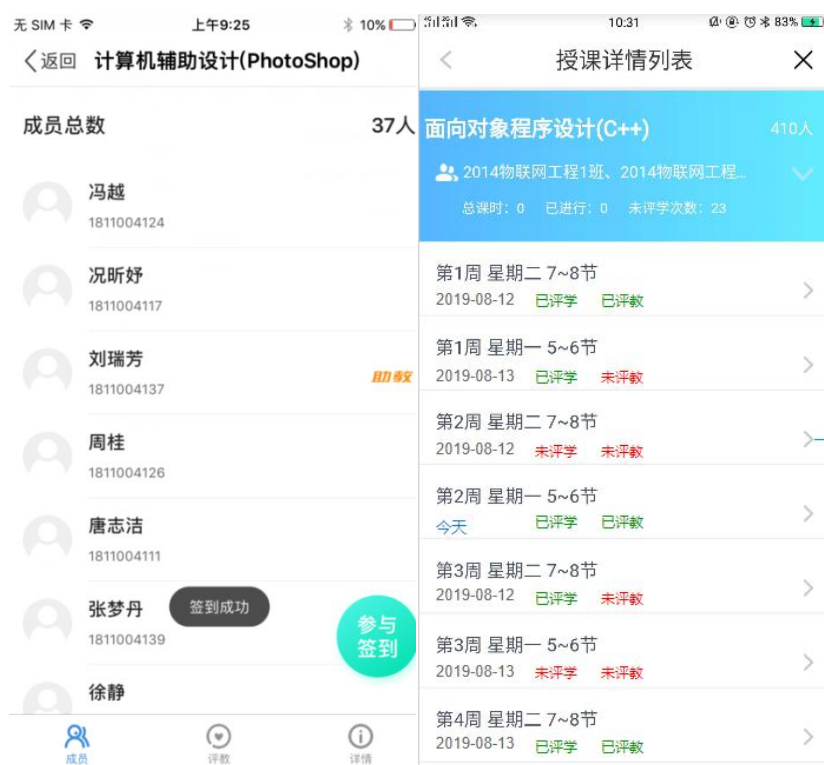 无 SIM 卡 上午9:25 10%
返回 计算机辅助设计(PhotoShop)
成员总数 37人
冯越
1811004124
况昕妤
1811004117
刘瑞芳
1811004137
助教
周桂
1811004126
唐志洁
1811004111
张梦丹
1811004139
签到成功
参与
签到
徐静
成员 评教 详情
10:31 83%
授课详情列表
面向对象程序设计(C++) 410人
2014物联网工程1班、2014物联网工程...
总课时：0 已进行：0 未评学次数：23
第1周 星期二 7~8节
2019-08-12 已评学 已评教
第1周 星期一 5~6节
2019-08-13 已评学 未评教
第2周 星期二 7~8节
2019-08-12 未评学 未评教
第2周 星期一 5~6节
今天 已评学 已评教
第3周 星期二 7~8节
2019-08-12 已评学 未评教
第3周 星期一 5~6节
2019-08-13 未评学 未评教
第4周 星期二 7~8节
2019-08-13 已评学 已评教